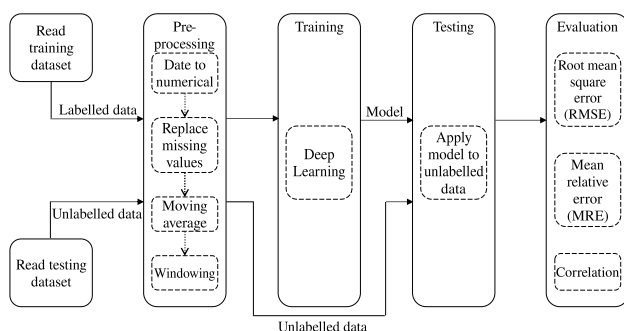 Read
training
dataset
Labelled data
Unlabelled data
Read testing
dataset
Pre-
processing
Date to
numerical
Replace
missing
values
Moving
average
Windowing
Training
Deep
Learning
Model
Unlabelled data
Testing
Apply
model to
unlabelled
data
Evaluation
Root mean
square
error
(RMSE)
Mean
relative
error
(MRE)
Correlation